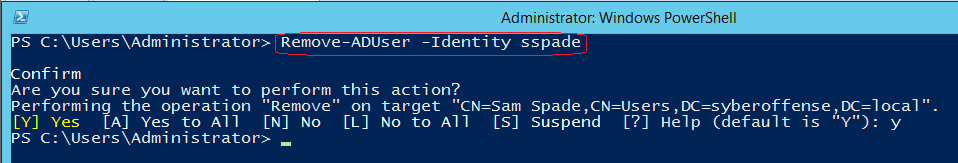 Administrator: Windows PowerShell
PS C:\Users\Administrator> Remove-ADUser -Identity sspade
Confirm
Are you sure you want to perform this action?
Performing the operation "Remove" on target "CN=Sam Spade,CN=Users,DC=syberoffense,DC=local".
[Y] Yes  [A] Yes to All  [N] No  [L] No to All  [S] Suspend  [?] Help (default is "Y"): y
PS C:\Users\Administrator>